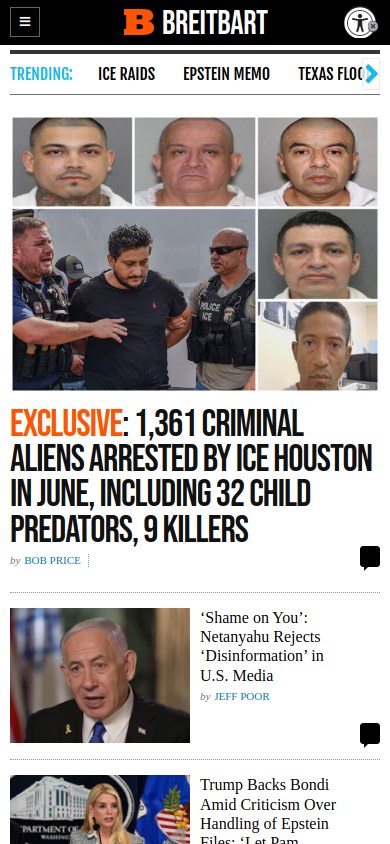 B BREITBART
TRENDING: ICE RAIDS EPSTEIN MEMO TEXAS FLOO
POLICE
ICE
EXCLUSIVE: 1,361 CRIMINAL
ALIENS ARRESTED BY ICE HOUSTON
IN JUNE, INCLUDING 32 CHILD
PREDATORS, 9 KILLERS
by BOB PRICE
‘Shame on You’:
Netanyahu Rejects
‘Disinformation’ in
U.S. Media
by JEFF POOR
Trump Backs Bondi
Amid Criticism Over
Handling of Epstein
Files: ‘Let Pam